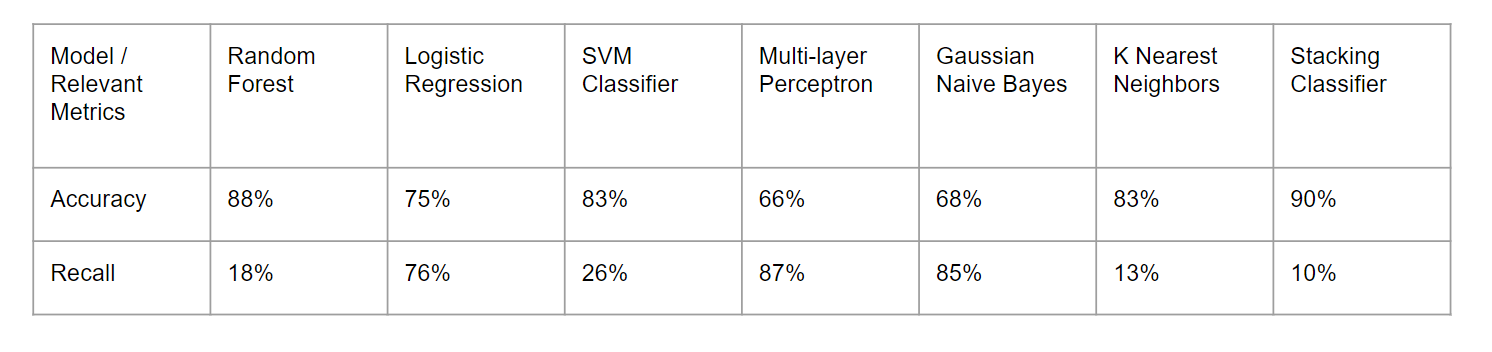 Model / Relevant Metrics
Random Forest
Logistic Regression
SVM Classifier
Multi-layer Perceptron
Gaussian Naive Bayes
K Nearest Neighbors
Stacking Classifier
Accuracy 88% 75% 83% 66% 68% 83% 90%
Recall 18% 76% 26% 87% 85% 13% 10%